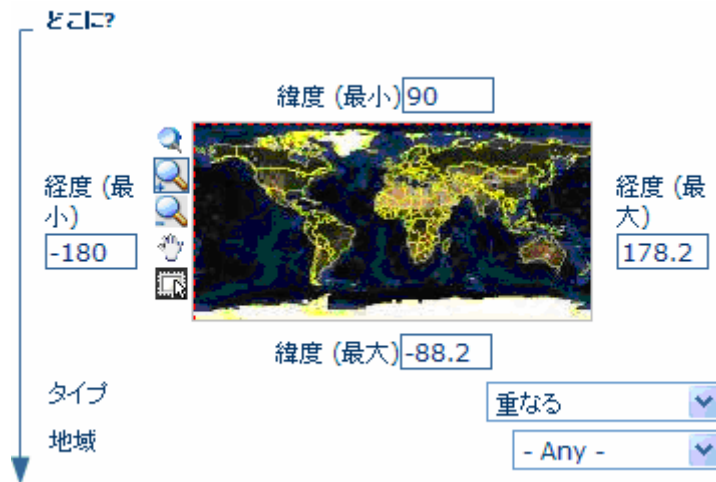 どこに?
緯度 (最小) 90
経度 (最
小)
-180
経度 (最
大)
178.2
緯度 (最大) -88.2
タイプ 重なる
地域 - Any -